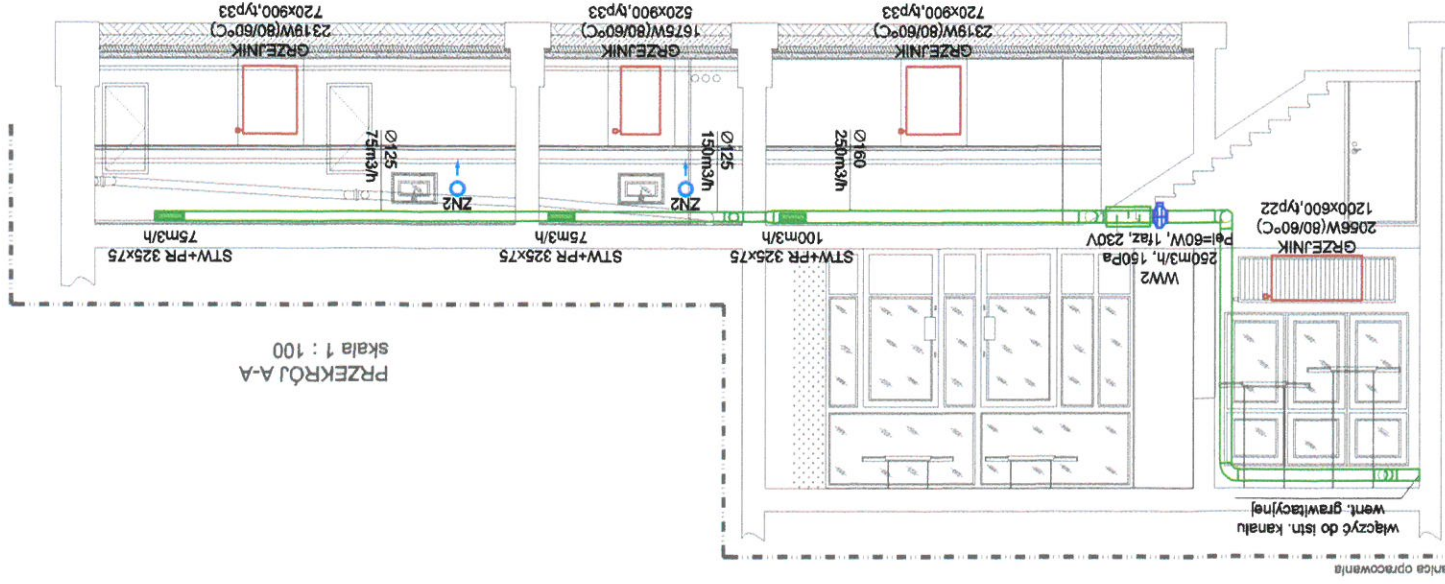 anica opracowania
włączyć do istn. kanału
went. grawitacyjnej
PRZEKRÓJ A-A
skala 1 : 100
GRZEJNIK
2056W(80/60°C)
1200x600,typ22
WW2
250m3/h, 150Pa
Pel=60W, 1faz, 230V
STW+PR 325x75
100m3/h
STW+PR 325x75
75m3/h
STW+PR 325x75
75m3/h
ZN2
ZN2
Ø160
250m3/h
Ø125
150m3/h
Ø125
75m3/h
GRZEJNIK
2319W(80/60°C)
720x900,typ33
GRZEJNIK
1675W(80/60°C)
520x900,typ33
GRZEJNIK
2319W(80/60°C)
720x900,typ33